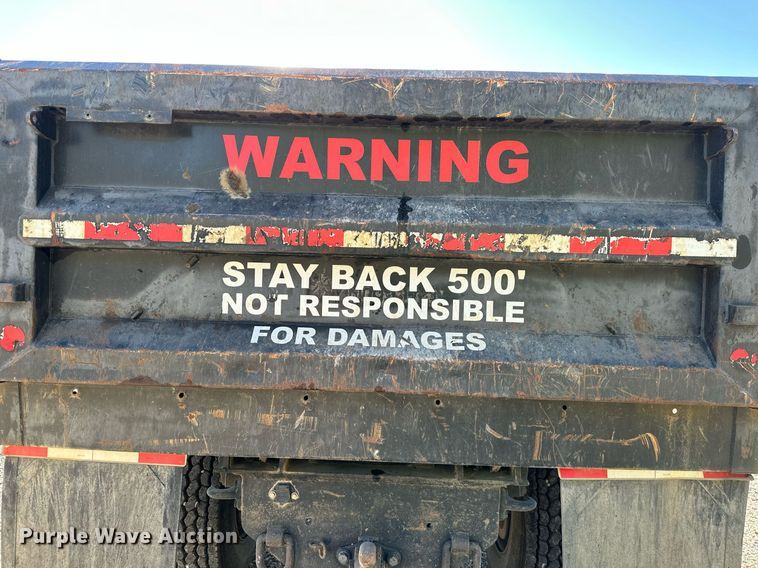 WARNING
STAY BACK 500'
NOT RESPONSIBLE
FOR DAMAGES
Purple Wave Auction